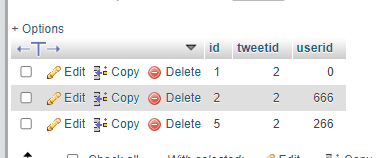 + Options
id tweetid userid
Edit Copy Delete 1 2 0
Edit Copy Delete 2 2 666
Edit Copy Delete 5 2 266